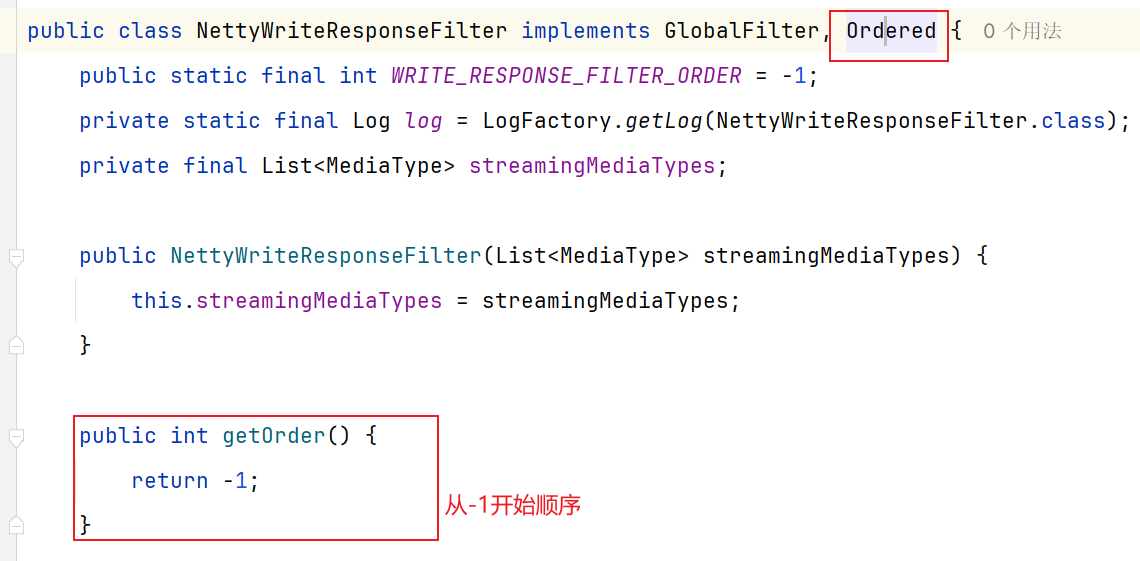 public class NettyWriteResponseFilter implements GlobalFilter, Ordered { 0 个用法
public static final int WRITE_RESPONSE_FILTER_ORDER = -1;
private static final Log log = LogFactory.getLog(NettyWriteResponseFilter.class);
private final List<MediaType> streamingMediaTypes;
public NettyWriteResponseFilter(List<MediaType> streamingMediaTypes) {
this.streamingMediaTypes = streamingMediaTypes;
}
public int getOrder() {
return -1;
从-1开始顺序
}